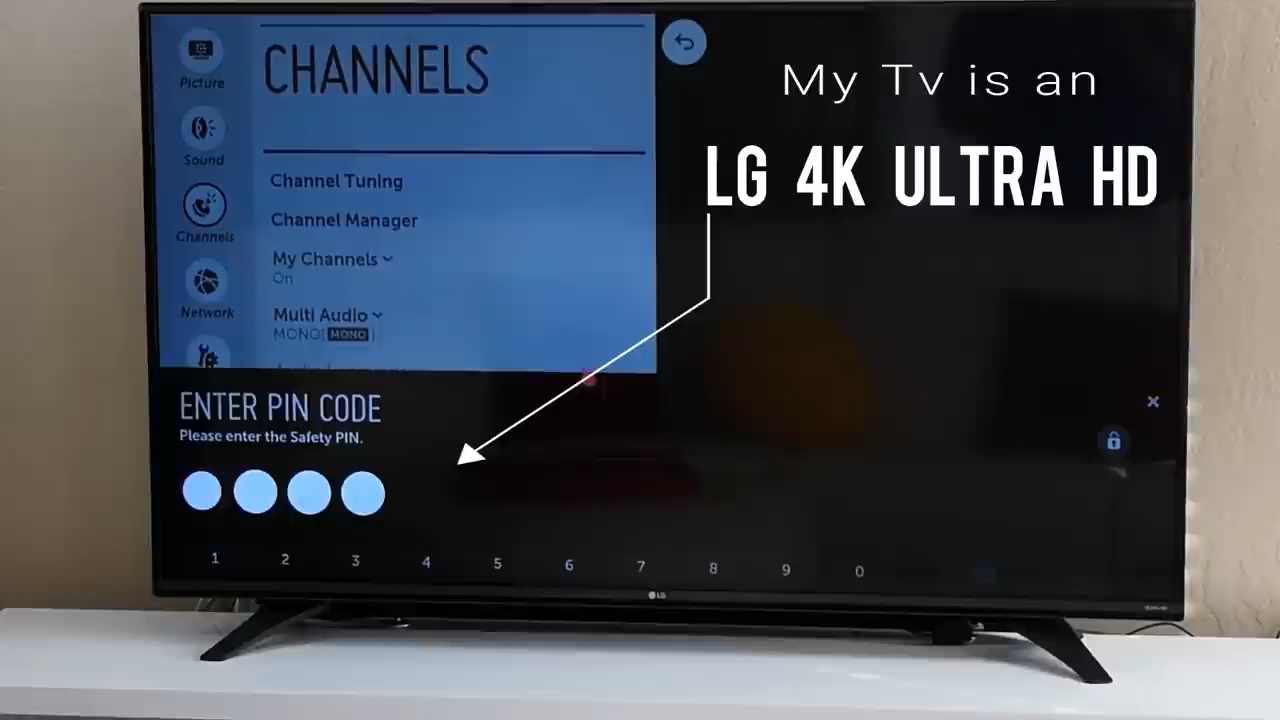 My Tv is an
LG 4K ULTRA HD
CHANNELS
Picture
Sound
Channels
Network
Channel Tuning
Channel Manager
My Channels
On
Multi Audio
MONO( MONO )
ENTER PIN CODE
Please enter the Safety PIN.
1 2 3 4 5 6 7 8 9 0
LG